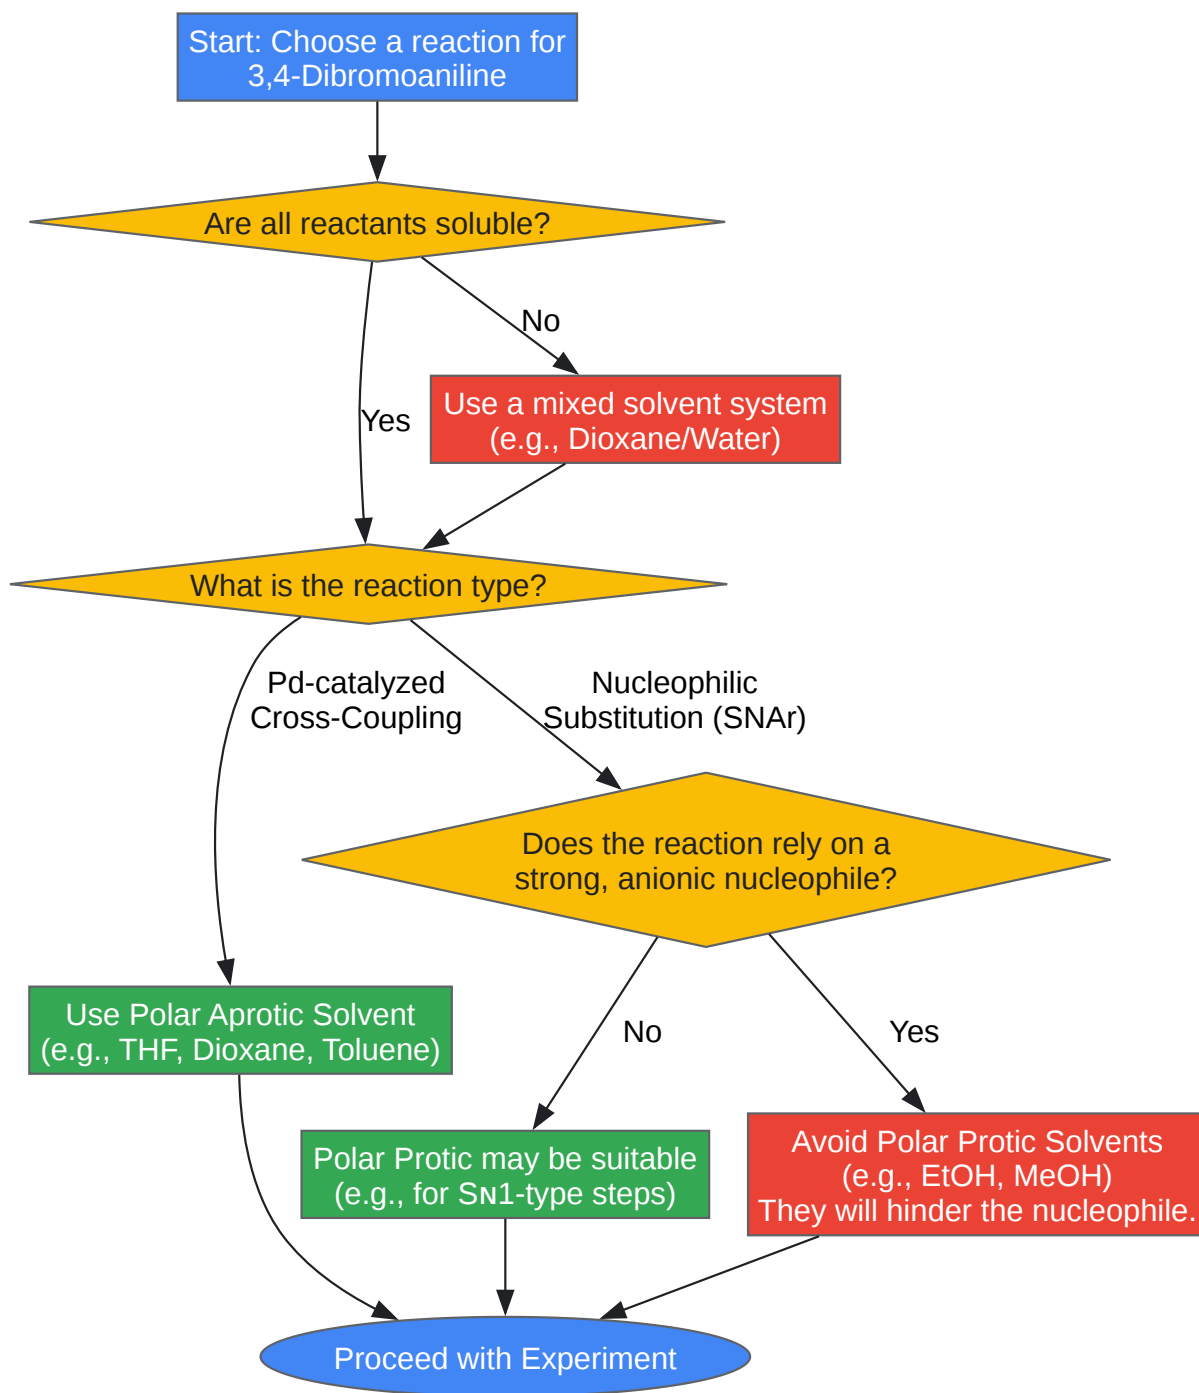 Start: Choose a reaction for
3,4-Dibromoaniline
Are all reactants soluble?
No
Use a mixed solvent system
(e.g., Dioxane/Water)
Yes
What is the reaction type?
Pd-catalyzed
Cross-Coupling
Nucleophilic
Substitution (SNAr)
Does the reaction rely on a
strong, anionic nucleophile?
Use Polar Aprotic Solvent
(e.g., THF, Dioxane, Toluene)
No
Yes
Polar Protic may be suitable
(e.g., for Sɴ1-type steps)
Avoid Polar Protic Solvents
(e.g., EtOH, MeOH)
They will hinder the nucleophile.
Proceed with Experiment